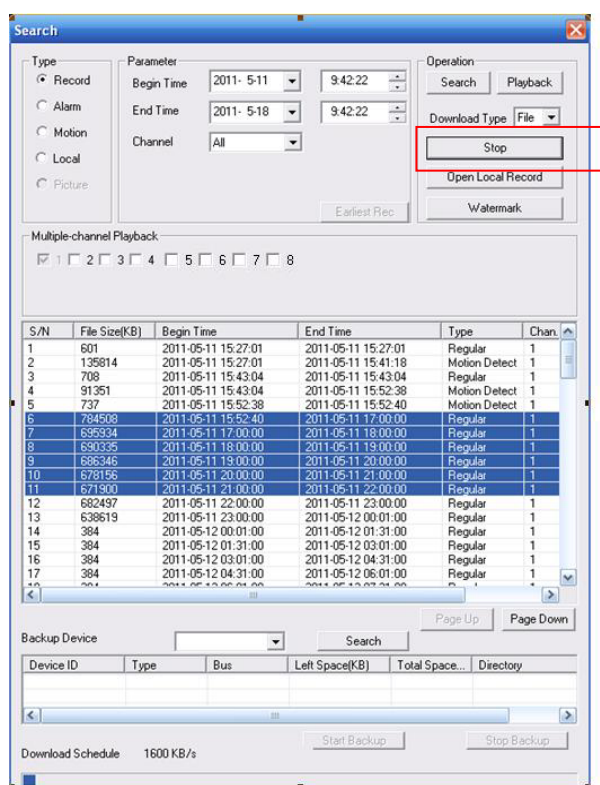 Search
Type Parameter Operation
Record Begin Time 2011- 5-11 9:42:22 Search Playback
Alarm End Time 2011- 5-18 9:42:22 Download Type File
Motion Channel All Stop
Local Open Local Record
Picture Earliest Rec Watermark
Multiple-channel Playback
1 2 3 4 5 6 7 8
S/N File Size(KB) Begin Time End Time Type Chan.
1 601 2011-05-11 15:27:01 2011-05-11 15:27:01 Regular 1
2 135814 2011-05-11 15:27:01 2011-05-11 15:41:18 Motion Detect 1
3 708 2011-05-11 15:43:04 2011-05-11 15:43:04 Regular 1
4 91351 2011-05-11 15:43:04 2011-05-11 15:52:38 Motion Detect 1
5 737 2011-05-11 15:52:38 2011-05-11 15:52:40 Motion Detect 1
6 784508 2011-05-11 15:52:40 2011-05-11 17:00:00 Regular 1
7 695934 2011-05-11 17:00:00 2011-05-11 18:00:00 Regular 1
8 690335 2011-05-11 18:00:00 2011-05-11 19:00:00 Regular 1
9 686346 2011-05-11 19:00:00 2011-05-11 20:00:00 Regular 1
10 678156 2011-05-11 20:00:00 2011-05-11 21:00:00 Regular 1
11 671900 2011-05-11 21:00:00 2011-05-11 22:00:00 Regular 1
12 682497 2011-05-11 22:00:00 2011-05-11 23:00:00 Regular 1
13 638619 2011-05-11 23:00:00 2011-05-12 00:01:00 Regular 1
14 384 2011-05-12 00:01:00 2011-05-12 01:31:00 Regular 1
15 384 2011-05-12 01:31:00 2011-05-12 03:01:00 Regular 1
16 384 2011-05-12 03:01:00 2011-05-12 04:31:00 Regular 1
17 384 2011-05-12 04:31:00 2011-05-12 06:01:00 Regular 1
Page Up Page Down
Backup Device Search
Device ID Type Bus Left Space(KB) Total Space... Directory
Start Backup Stop Backup
Download Schedule 1600 KB/s